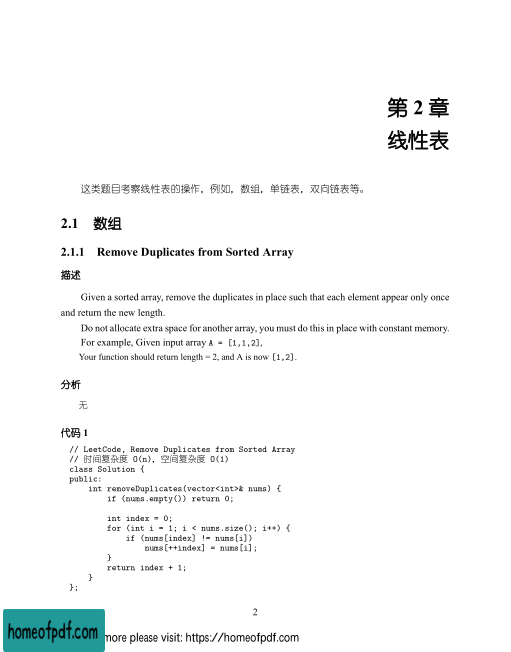 第 2 章
线性表
这类题目考察线性表的操作，例如，数组，单链表，双向链表等。
2.1 数组
2.1.1 Remove Duplicates from Sorted Array
描述
Given a sorted array, remove the duplicates in place such that each element appear only once
and return the new length.
Do not allocate extra space for another array, you must do this in place with constant memory.
For example, Given input array A = [1,1,2],
Your function should return length = 2, and A is now [1,2].
分析
无
代码 1
// LeetCode, Remove Duplicates from Sorted Array
// 时间复杂度 O(n)，空间复杂度 O(1)
class Solution {
public:
    int removeDuplicates(vector<int>& nums) {
        if (nums.empty()) return 0;
        int index = 0;
        for (int i = 1; i < nums.size(); i++) {
            if (nums[index] != nums[i])
                nums[++index] = nums[i];
        }
        return index + 1;
    }
};
2
homeofpdf.com
more please visit: https://homeofpdf.com